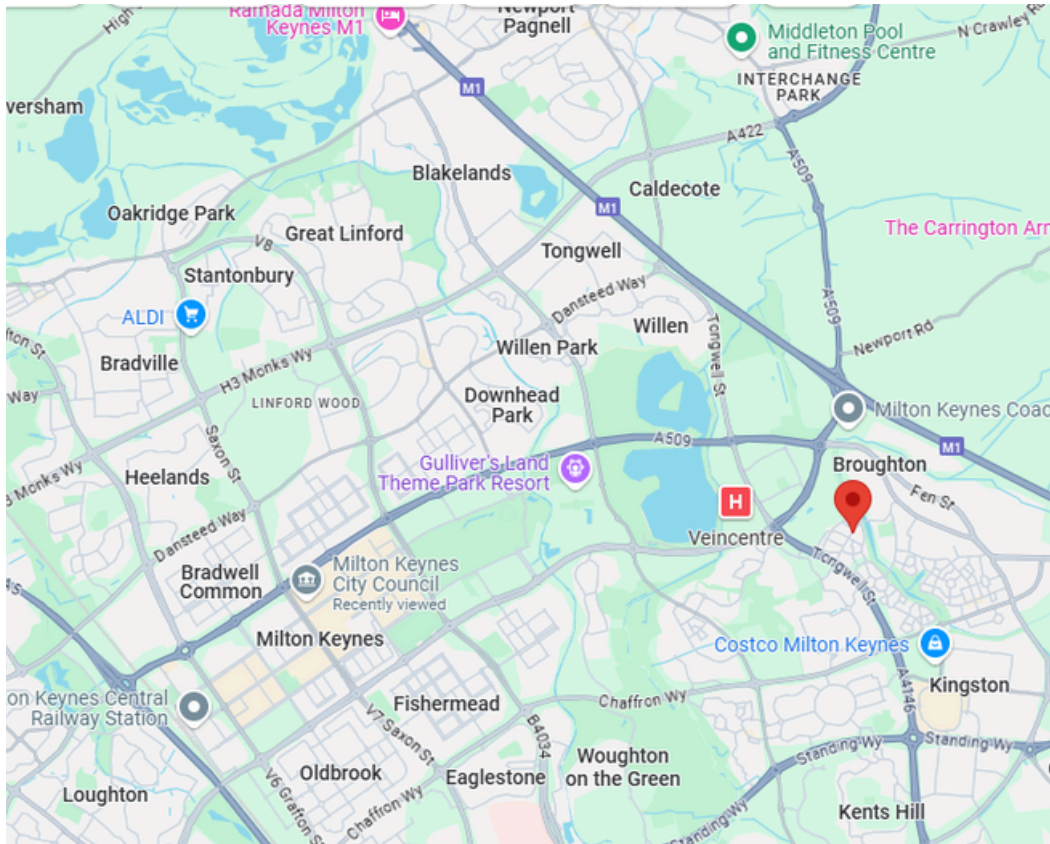 Ramada Milton
Keynes M1
High
Newport
Pagnell
Middleton Pool
and Fitness Centre
N Crawley R
INTERCHANGE
PARK
M1
versham
A422
A509
Blakelands
Caldecote
M1
Oakridge Park
Great Linford
The Carrington Arm
V8
Tongwell
Stantonbury
Dansteed Way
A509
ALDI
Willen
Tongwell St
Newport Rd
Willen Park
Bradville
H3 Monks Wy
Way
LINFORD WOOD
Downhead
Park
Milton Keynes Coac
A509
M1
Saxon St
Gulliver's Land
Theme Park Resort
Broughton
3 Monks Wy
Heelands
Fen St
H
Veincentre
Dansteed Way
Tongwell St
Milton Keynes
City Council
Recently viewed
Bradwell
Common
Milton Keynes
Costco Milton Keynes
on Keynes Central
Railway Station
Kingston
A4146
Fishermead
Chaffron Wy
V7 Saxon St
B4034
Standing Wy
Standing Wy
Woughton
on the Green
Oldbrook
Eaglestone
Loughton
V6 Grafton St
Chaffron Wy
Standing Wy
Kents Hill